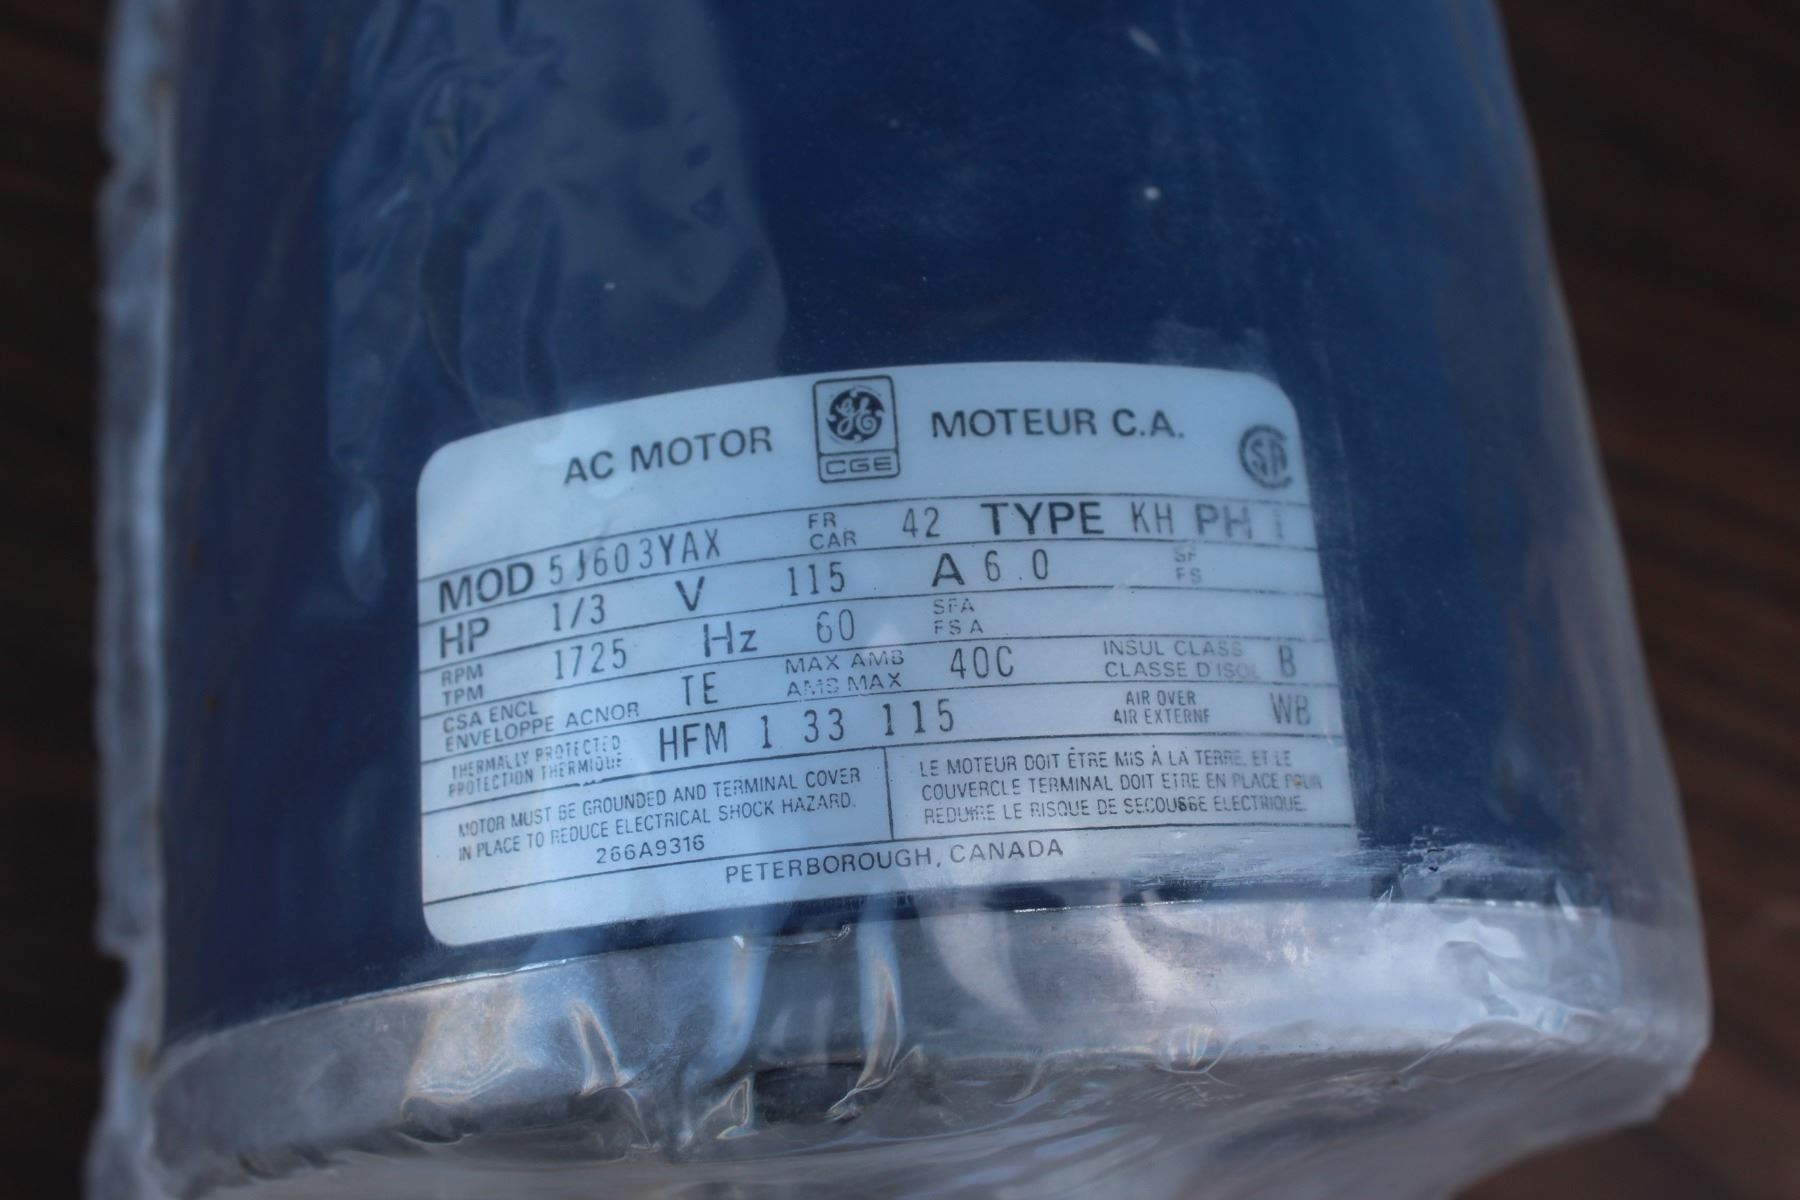 AC MOTOR GE CGE MOTEUR C.A. SA
MOD 5J603YAX FR CAR 42 TYPE KH PH 1
HP 1/3 V 115 A 6.0 SF FS
RPM TPM 1725 Hz 60 SFA FSA
CSA ENCL ENVELOPPE ACNOR TE MAX AMB AMB MAX 40C INSUL CLASS CLASSE D'ISOL B
THERMALLY PROTECTED PROTECTION THERMIQUE HFM 1 33 115 AIR OVER AIR EXTERNE WB
MOTOR MUST BE GROUNDED AND TERMINAL COVER
IN PLACE TO REDUCE ELECTRICAL SHOCK HAZARD.
266A9316
LE MOTEUR DOIT ÊTRE MIS À LA TERRE, ET LE
COUVERCLE TERMINAL DOIT ETRE EN PLACE POUR
REDUIRE LE RISQUE DE SECOUSSE ELECTRIQUE.
PETERBOROUGH, CANADA